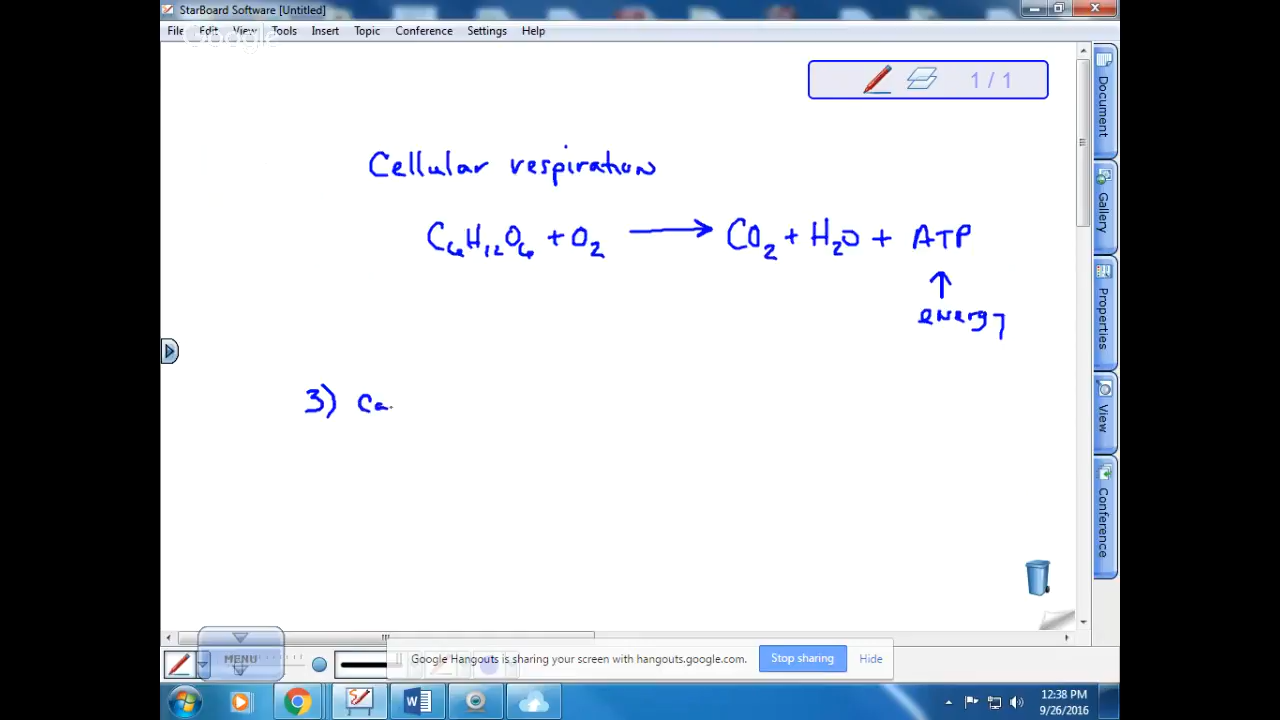 StarBoard Software [Untitled]
File Edit View Tools Insert Topic Conference Settings Help
Google
1 / 1
Document
Gallery
Properties
View
Conference
Cellular respiration
C₆H₁₂O₆ + O₂ → CO₂ + H₂O + ATP
↑
energy
3) Ca
MENU
Google Hangouts is sharing your screen with hangouts.google.com. Stop sharing Hide
12:38 PM
9/26/2016